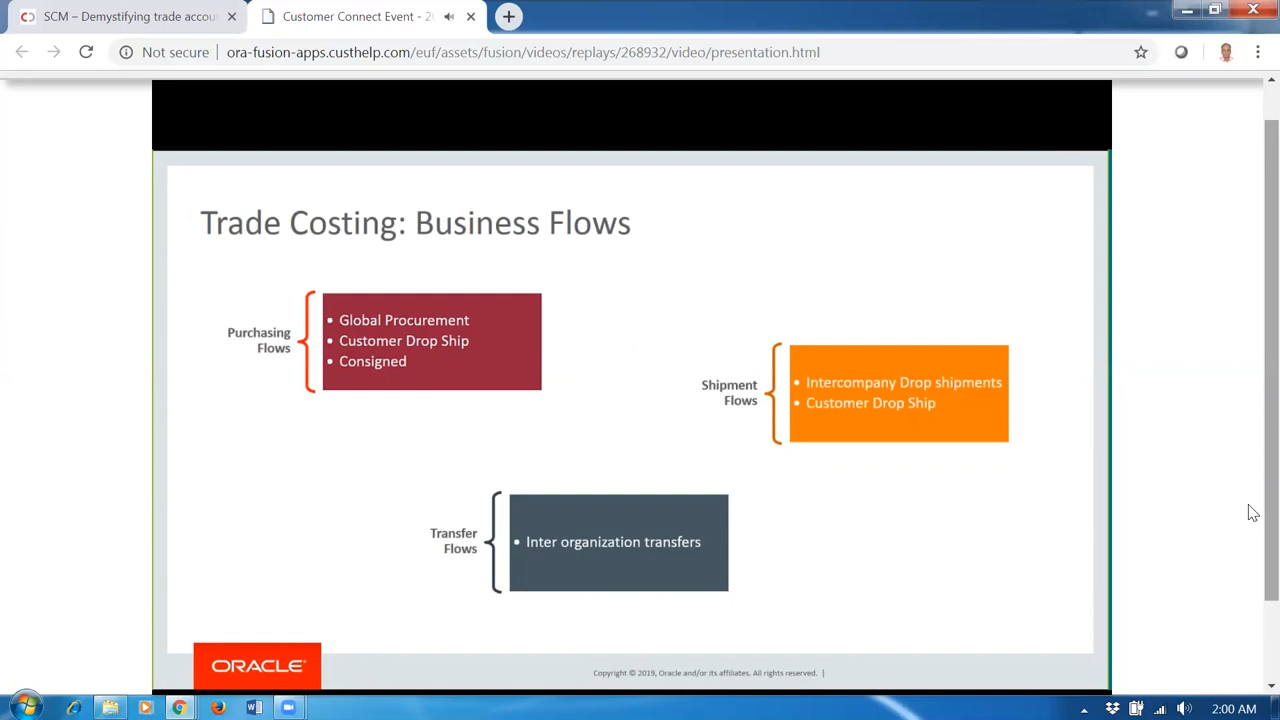 SCM – Demystifying trade accou
Customer Connect Event - 2
Not secure
ora-fusion-apps.custhelp.com/euf/assets/fusion/videos/replays/268932/video/presentation.html
Trade Costing: Business Flows
Purchasing
Flows
• Global Procurement
• Customer Drop Ship
• Consigned
Shipment
Flows
• Intercompany Drop shipments
• Customer Drop Ship
Transfer
Flows
• Inter organization transfers
ORACLE
Copyright © 2019, Oracle and/or its affiliates. All rights reserved. |
2:00 AM